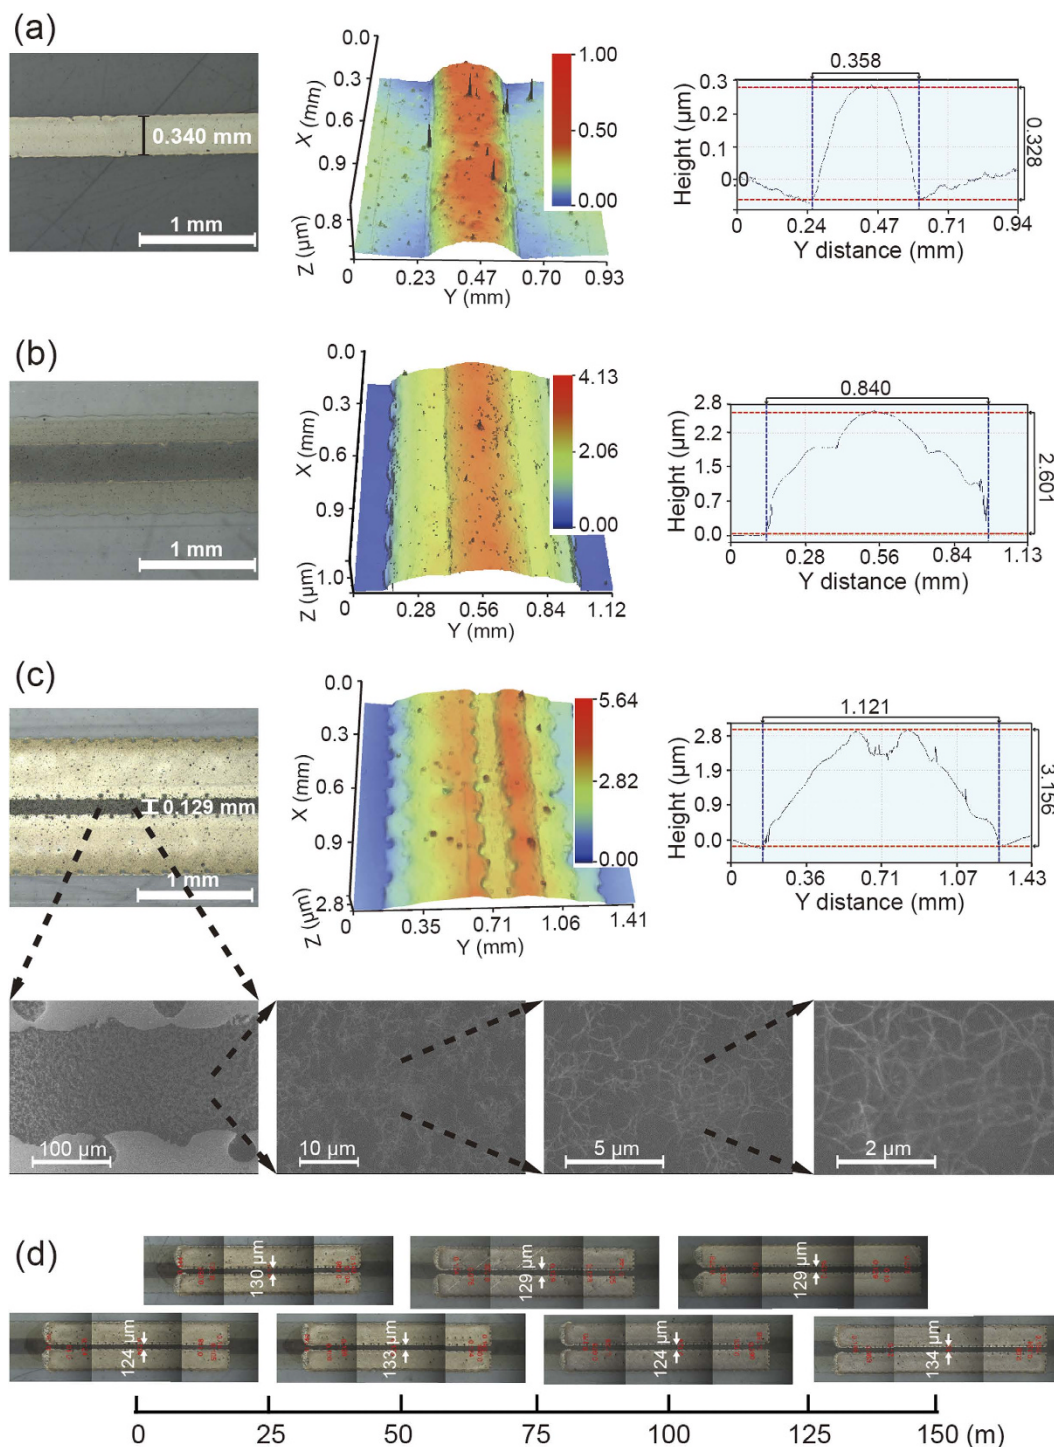 (a)
0.340 mm
1 mm
0.0
0.3
0.6
0.9
0.8
X (mm)
Z (µm)
0 0.23 0.47 0.70 0.93
Y (mm)
1.00
0.50
0.00
0.358
0.3
0.2
0.1
0
Height (µm)
0.328
0 0.24 0.47 0.71 0.94
Y distance (mm)
(b)
1 mm
0.0
0.3
0.6
0.9
1.0
X (mm)
Z (µm)
0 0.28 0.56 0.84 1.12
Y (mm)
4.13
2.06
0.00
0.840
2.8
2.2
1.5
0.7
0.0
Height (µm)
2.601
0 0.28 0.56 0.84 1.13
Y distance (mm)
(c)
0.129 mm
1 mm
0.0
0.3
0.6
0.9
2.8
X (mm)
Z (µm)
0 0.35 0.71 1.06 1.41
Y (mm)
5.64
2.82
0.00
1.121
2.8
1.9
0.9
0.0
Height (µm)
3.156
0 0.36 0.71 1.07 1.43
Y distance (mm)
100 µm
10 µm
5 µm
2 µm
(d)
130 µm
129 µm
129 µm
124 µm
133 µm
124 µm
134 µm
0 25 50 75 100 125 150 (m)